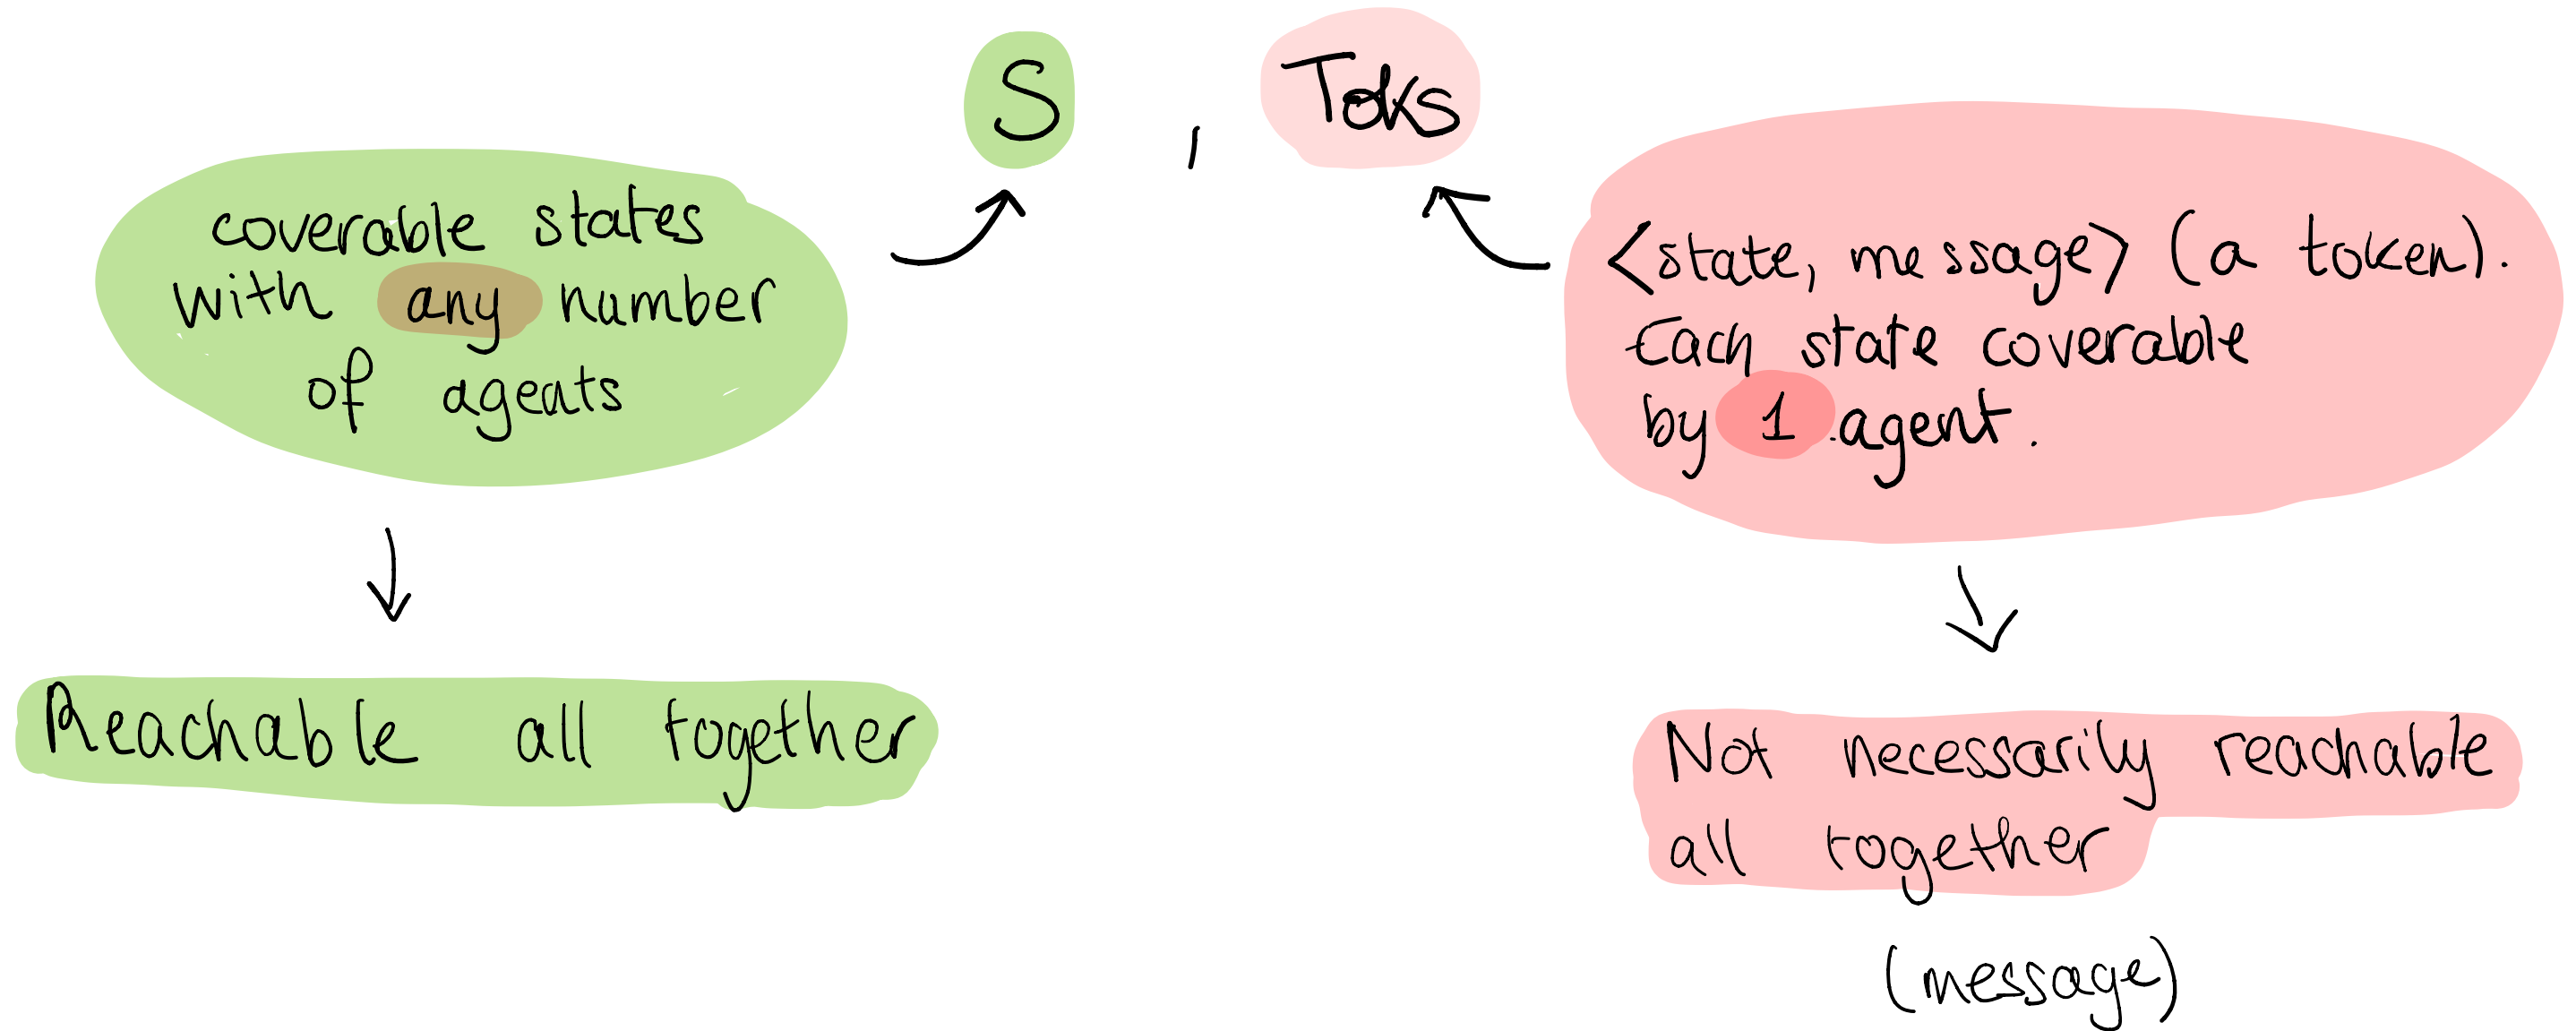 S , Toks
coverable states
with any number
of agents
<state, message> (a token).
Each state coverable
by 1 agent.
Reachable all together
Not necessarily reachable
all together
(message)